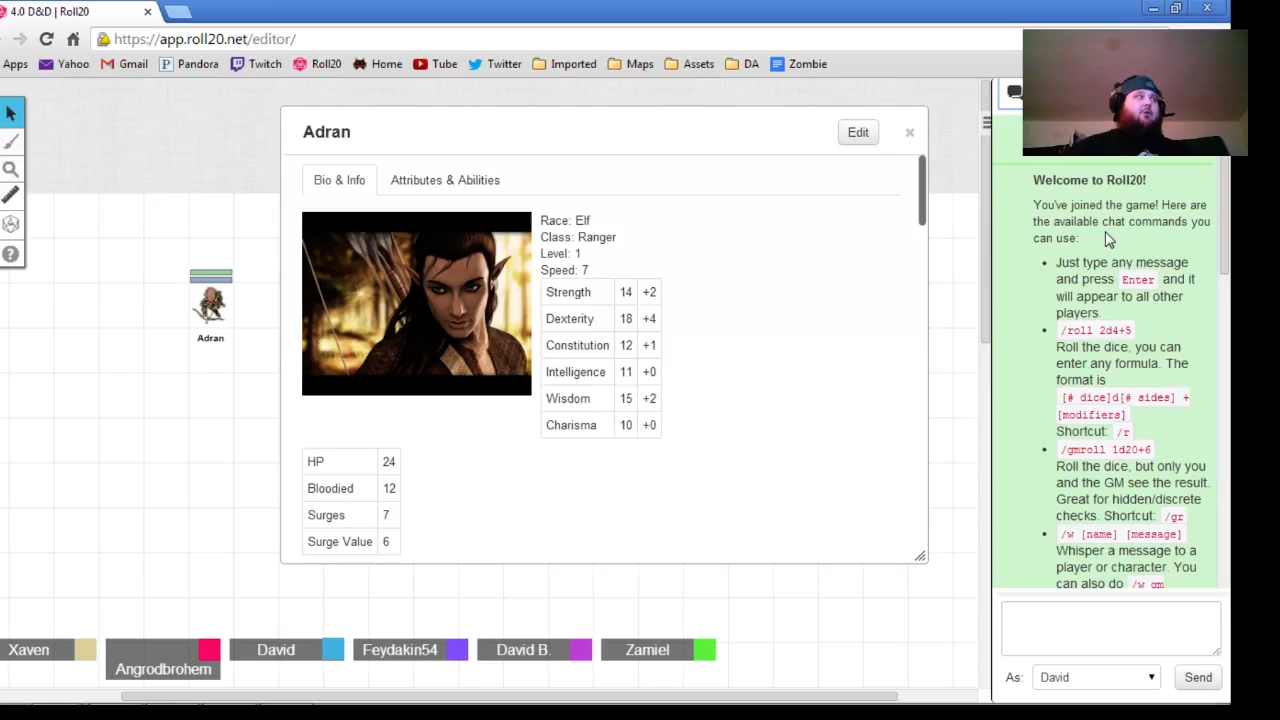 4.0 D&D | Roll20
https://app.roll20.net/editor/
Apps Yahoo Gmail Pandora Twitch Roll20 Home Tube Twitter Imported Maps Assets DA Zombie
Adran
Edit
Bio & Info Attributes & Abilities
Race: Elf
Class: Ranger
Level: 1
Speed: 7
Strength 14 +2
Dexterity 18 +4
Constitution 12 +1
Intelligence 11 +0
Wisdom 15 +2
Charisma 10 +0
HP 24
Bloodied 12
Surges 7
Surge Value 6
Adran
Welcome to Roll20!
You've joined the game! Here are
the available chat commands you
can use:
Just type any message
and press Enter and it
will appear to all other
players.
/roll 2d4+5
Roll the dice, you can
enter any formula. The
format is
[# dice]d[# sides] +
[modifiers]
Shortcut: /r
/gmroll 1d20+6
Roll the dice, but only you
and the GM see the result.
Great for hidden/discrete
checks. Shortcut: /gr
/w [name] [message]
Whisper a message to a
player or character. You
can also do /w gm
Xaven
Angrodbrohem
David
Feydakin54
David B.
Zamiel
As: David Send